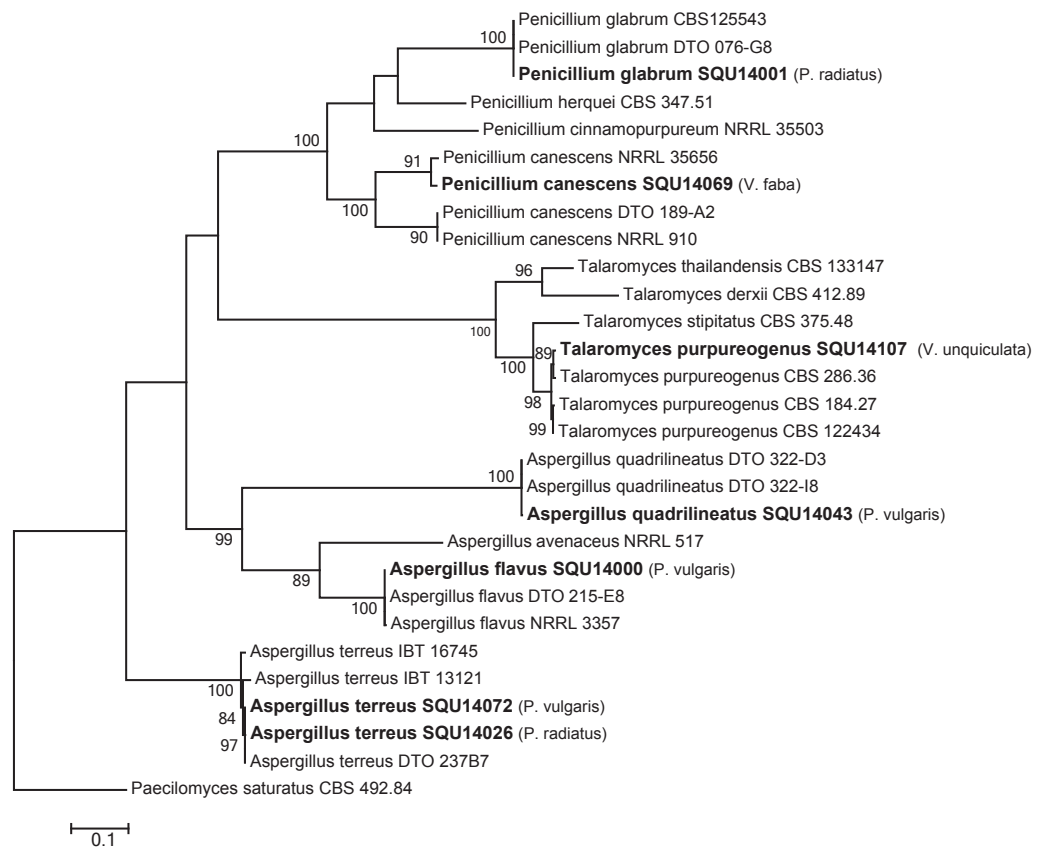 Penicillium glabrum CBS125543
100
Penicillium glabrum DTO 076-G8
Penicillium glabrum SQU14001 (P. radiatus)
Penicillium herquei CBS 347.51
Penicillium cinnamopurpureum NRRL 35503
100
Penicillium canescens NRRL 35656
91
Penicillium canescens SQU14069 (V. faba)
100
Penicillium canescens DTO 189-A2
90
Penicillium canescens NRRL 910
Talaromyces thailandensis CBS 133147
96
Talaromyces derxii CBS 412.89
Talaromyces stipitatus CBS 375.48
100
Talaromyces purpureogenus SQU14107 (V. unquiculata)
89
100
Talaromyces purpureogenus CBS 286.36
98
Talaromyces purpureogenus CBS 184.27
99
Talaromyces purpureogenus CBS 122434
Aspergillus quadrilineatus DTO 322-D3
100
Aspergillus quadrilineatus DTO 322-I8
Aspergillus quadrilineatus SQU14043 (P. vulgaris)
99
Aspergillus avenaceus NRRL 517
Aspergillus flavus SQU14000 (P. vulgaris)
89
Aspergillus flavus DTO 215-E8
100
Aspergillus flavus NRRL 3357
Aspergillus terreus IBT 16745
Aspergillus terreus IBT 13121
100
Aspergillus terreus SQU14072 (P. vulgaris)
84
Aspergillus terreus SQU14026 (P. radiatus)
97
Aspergillus terreus DTO 237B7
Paecilomyces saturatus CBS 492.84
0.1